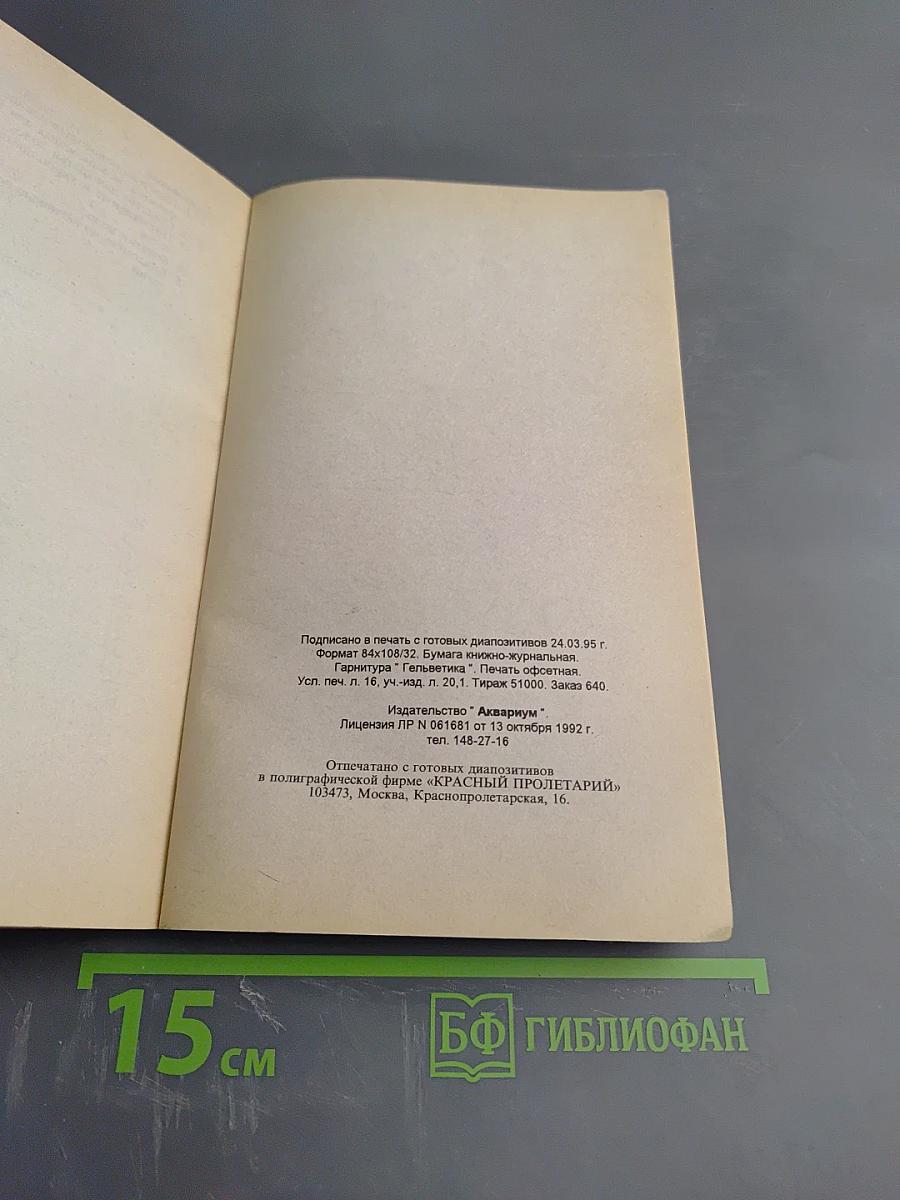 Подписано в печать с готовых диапозитивов 24.03.95 г.
Формат 84x108/32. Бумага книжно-журнальная.
Гарнитура " Гельветика ". Печать офсетная.
Усл. печ. л. 16, уч.-изд. л. 20,1. Тираж 51000. Заказ 640.
Издательство " Аквариум ".
Лицензия ЛР N 061681 от 13 октября 1992 г.
тел. 148-27-16
Отпечатано с готовых диапозитивов
в полиграфической фирме «КРАСНЫЙ ПРОЛЕТАРИЙ»
103473, Москва, Краснопролетарская, 16.
15 см
БФ ГИБЛИОФАН